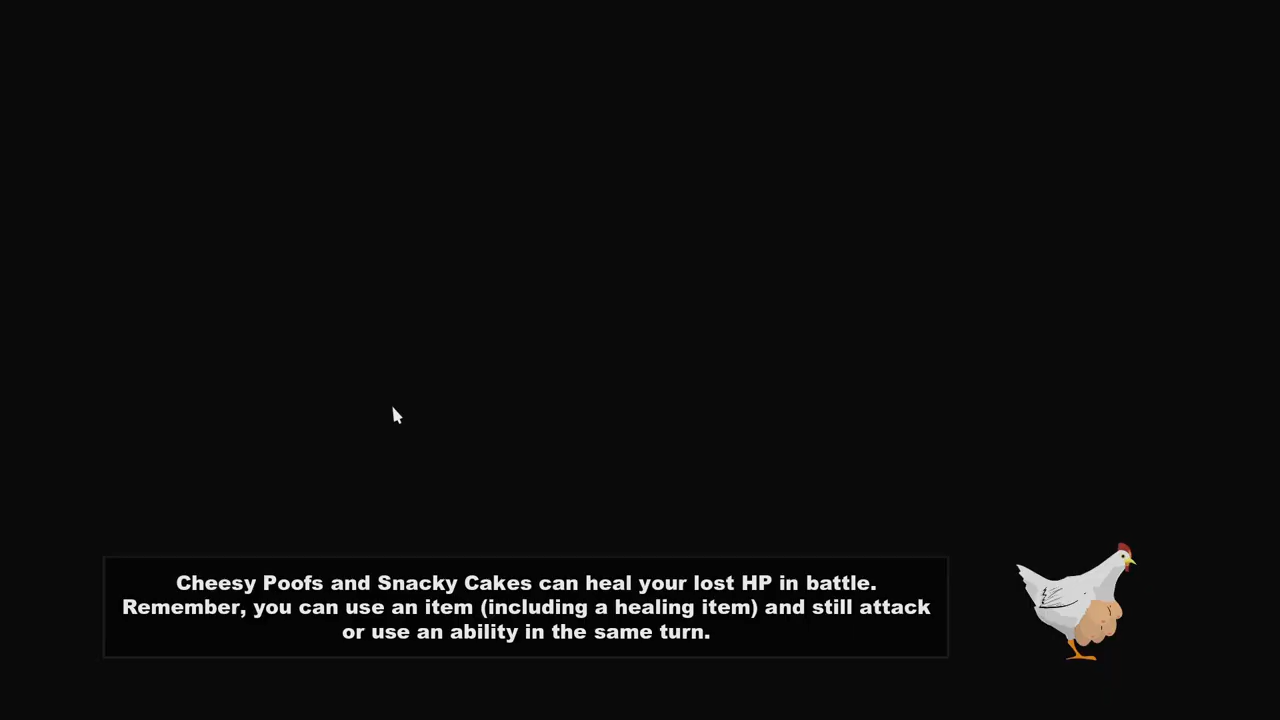 Cheesy Poofs and Snacky Cakes can heal your lost HP in battle.
Remember, you can use an item (including a healing item) and still attack
or use an ability in the same turn.